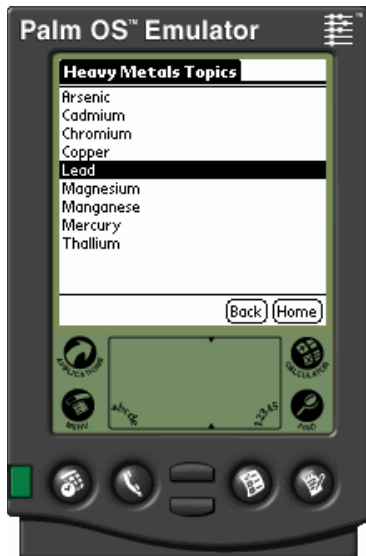 Palm OS™ Emulator
Heavy Metals Topics
Arsenic
Cadmium
Chromium
Copper
Lead
Magnesium
Manganese
Mercury
Thallium
Back Home
APPLICATIONS
CALCULATOR
MENU
abcde
12345
FIND